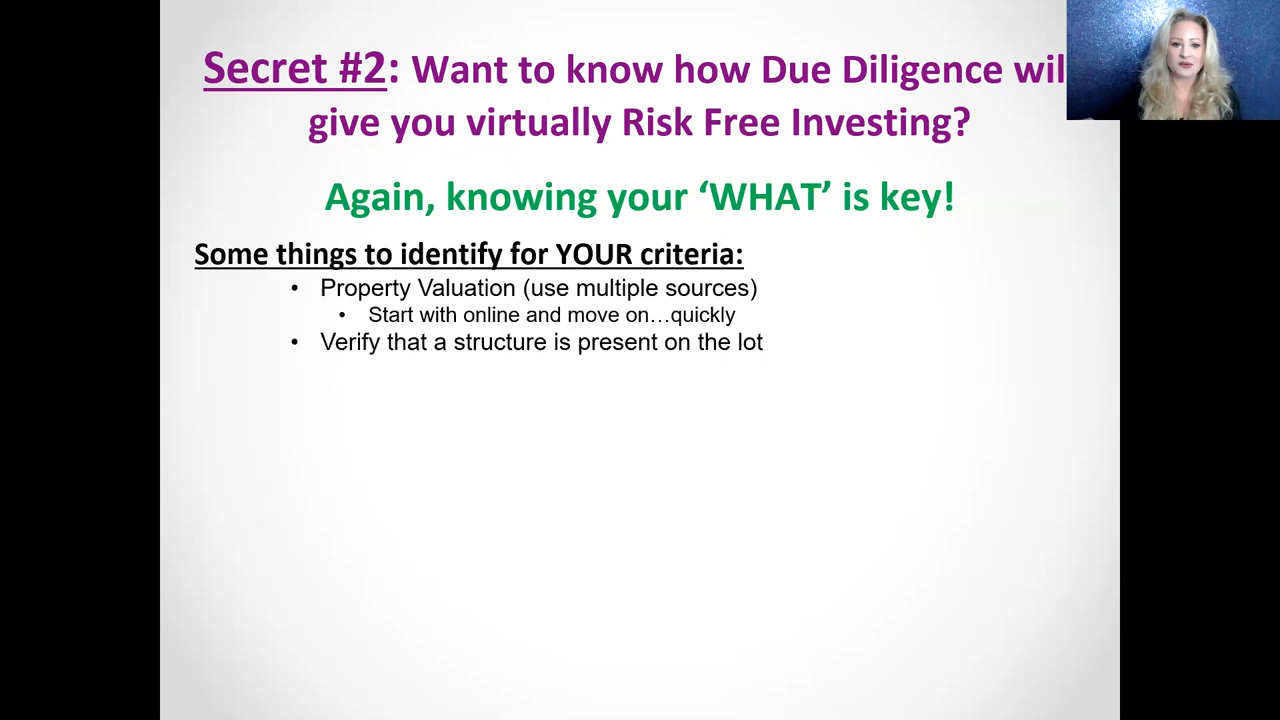 Secret #2: Want to know how Due Diligence wil
give you virtually Risk Free Investing?
Again, knowing your ‘WHAT’ is key!
Some things to identify for YOUR criteria:
• Property Valuation (use multiple sources)
• Start with online and move on…quickly
• Verify that a structure is present on the lot